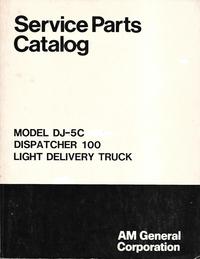 Service Parts
Catalog
MODEL DJ-5C
DISPATCHER 100
LIGHT DELIVERY TRUCK
AM General
Corporation